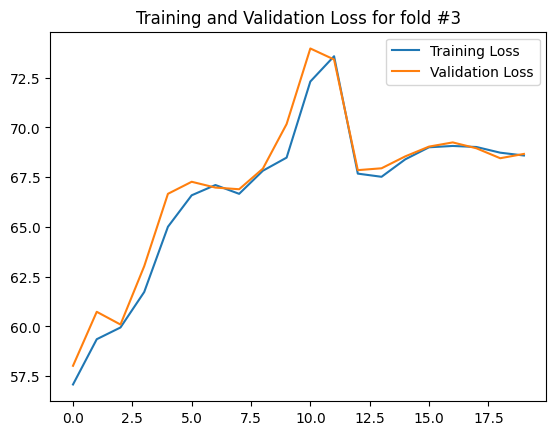 Training and Validation Loss for fold #3
Training Loss
Validation Loss
72.5
70.0
67.5
65.0
62.5
60.0
57.5
0.0 2.5 5.0 7.5 10.0 12.5 15.0 17.5